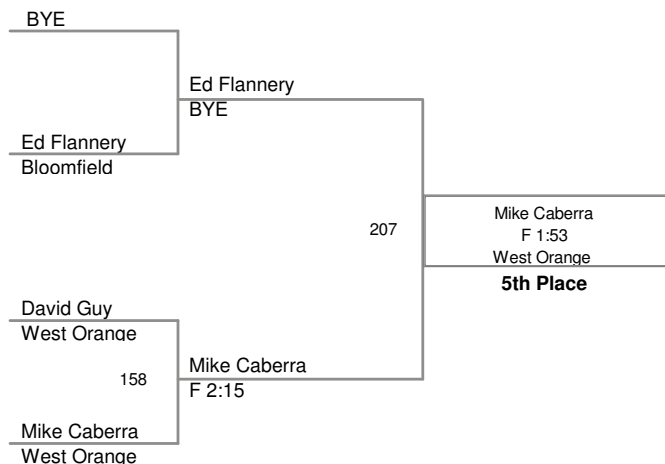 BYE
Ed Flannery
BYE
Ed Flannery
Bloomfield
207
Mike Caberra
F 1:53
West Orange
5th Place
David Guy
West Orange
158
Mike Caberra
F 2:15
Mike Caberra
West Orange